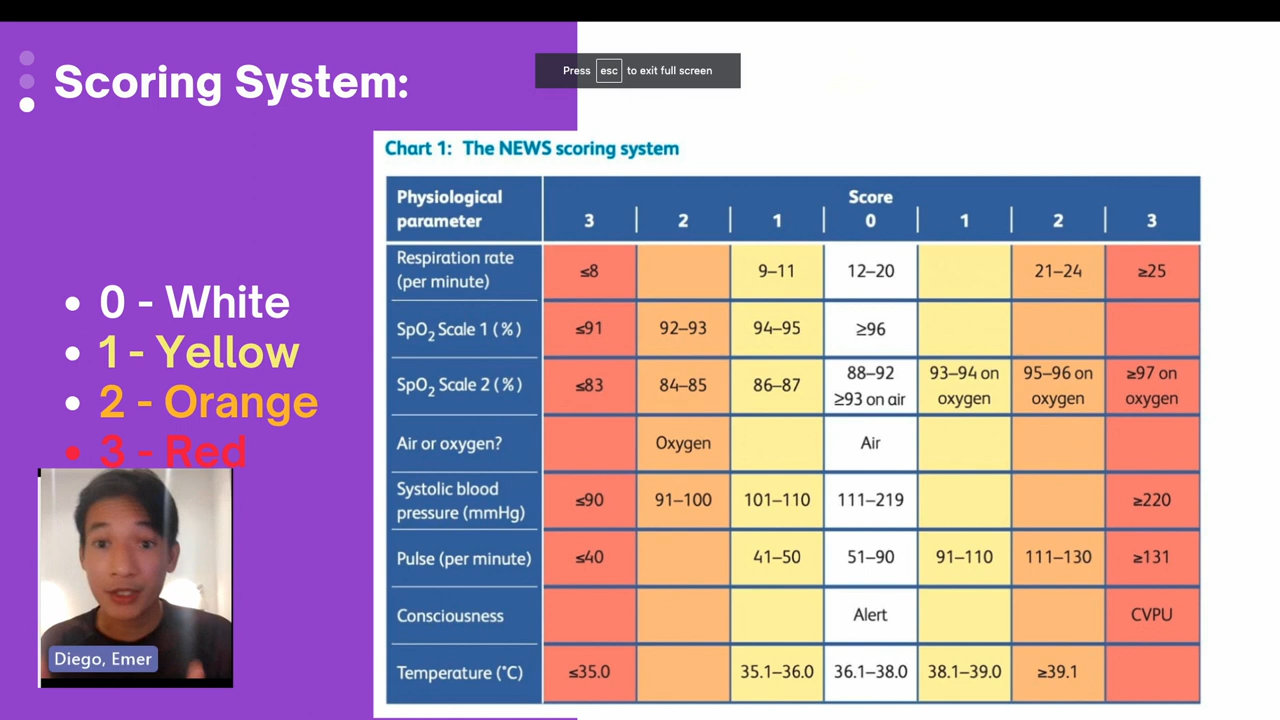 Scoring System:
Press esc to exit full screen
Chart 1: The NEWS scoring system
Physiological parameter
Score
3 2 1 0 1 2 3
Respiration rate (per minute) ≤8 9–11 12–20 21–24 ≥25
SpO2 Scale 1 (%) ≤91 92–93 94–95 ≥96
SpO2 Scale 2 (%) ≤83 84–85 86–87 88–92 ≥93 on air 93–94 on oxygen 95–96 on oxygen ≥97 on oxygen
Air or oxygen? Oxygen Air
Systolic blood pressure (mmHg) ≤90 91–100 101–110 111–219 ≥220
Pulse (per minute) ≤40 41–50 51–90 91–110 111–130 ≥131
Consciousness Alert CVPU
Temperature (°C) ≤35.0 35.1–36.0 36.1–38.0 38.1–39.0 ≥39.1
• 0 - White
• 1 - Yellow
• 2 - Orange
• 3 - Red
Diego, Emer